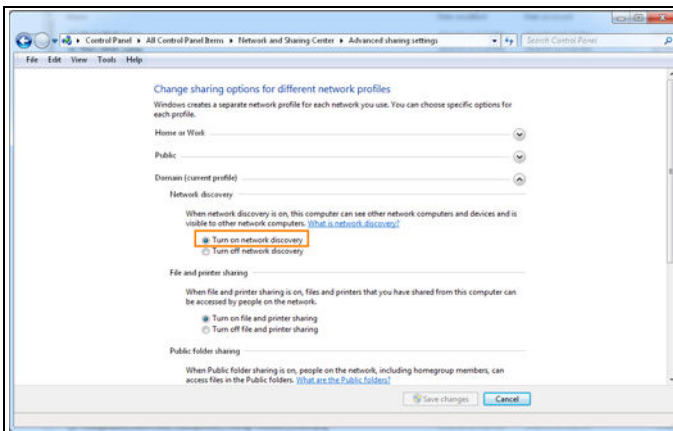 Control Panel ▸ All Control Panel Items ▸ Network and Sharing Center ▸ Advanced sharing settings
Search Control Panel
File Edit View Tools Help
Change sharing options for different network profiles
Windows creates a separate network profile for each network you use. You can choose specific options for
each profile.
Home or Work
Public
Domain (current profile)
Network discovery
When network discovery is on, this computer can see other network computers and devices and is
visible to other network computers. What is network discovery?
Turn on network discovery
Turn off network discovery
File and printer sharing
When file and printer sharing is on, files and printers that you have shared from this computer can
be accessed by people on the network.
Turn on file and printer sharing
Turn off file and printer sharing
Public folder sharing
When Public folder sharing is on, people on the network, including homegroup members, can
access files in the Public folders. What are the Public folders?
Save changes Cancel